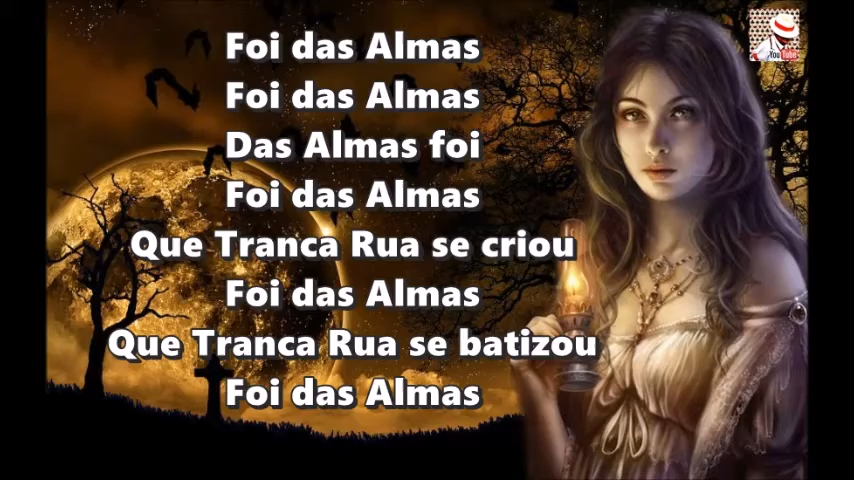 Foi das Almas
Foi das Almas
Das Almas foi
Foi das Almas
Que Tranca Rua se criou
Foi das Almas
Que Tranca Rua se batizou
Foi das Almas
YouTube